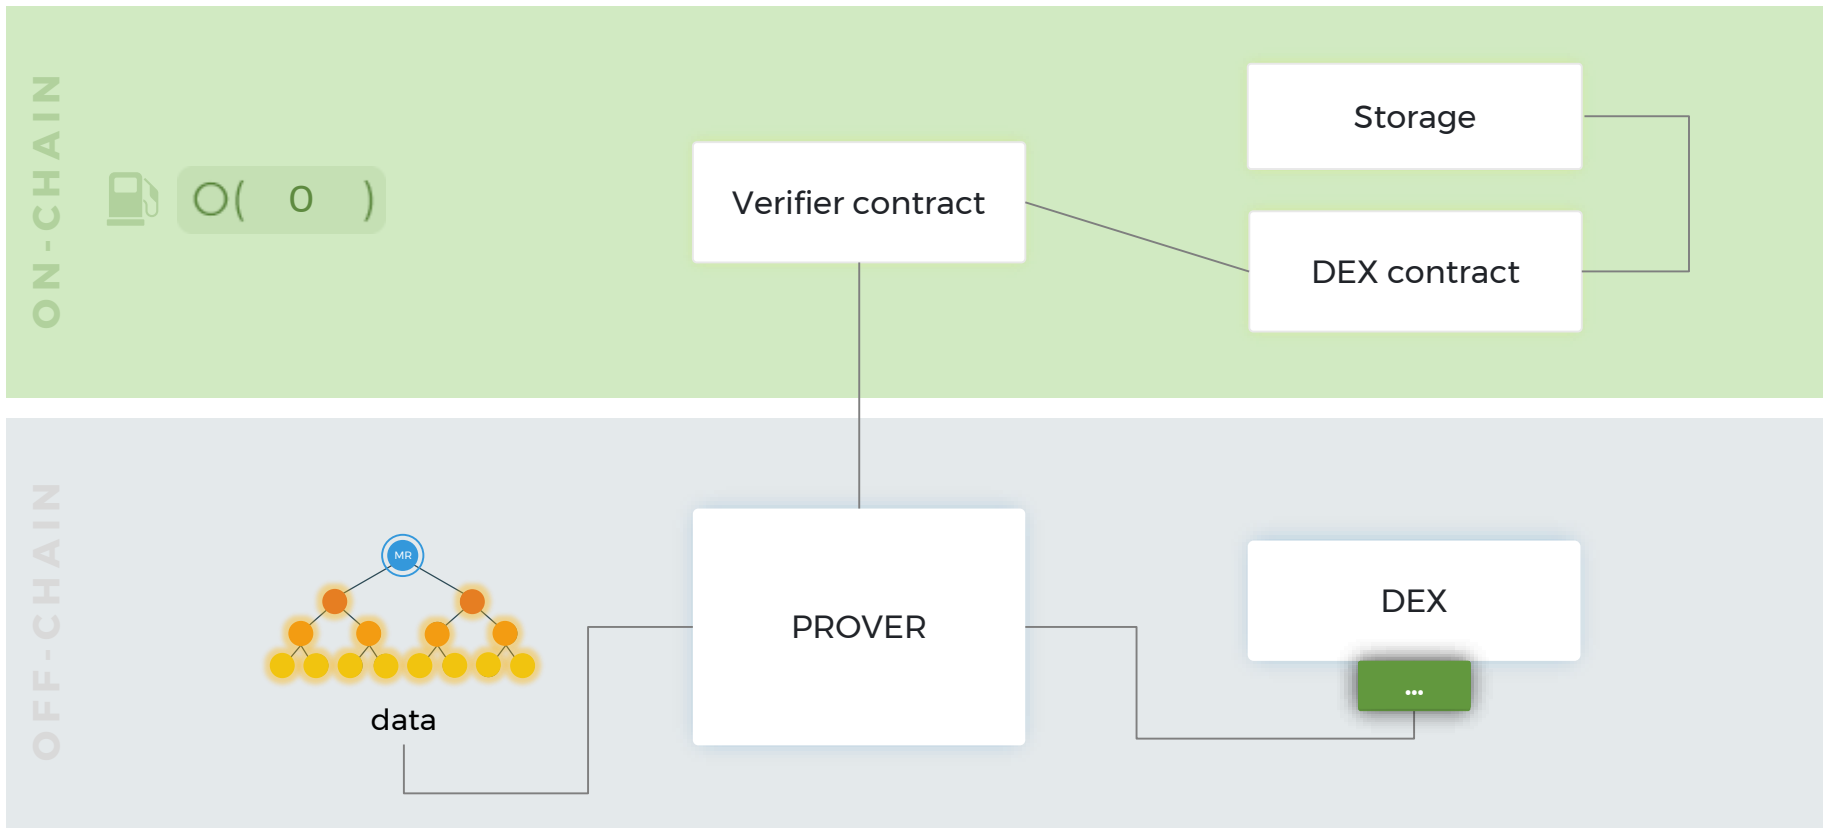 ON-CHAIN
O( 0 )
Verifier contract
Storage
DEX contract
OFF-CHAIN
MR
data
PROVER
DEX
...